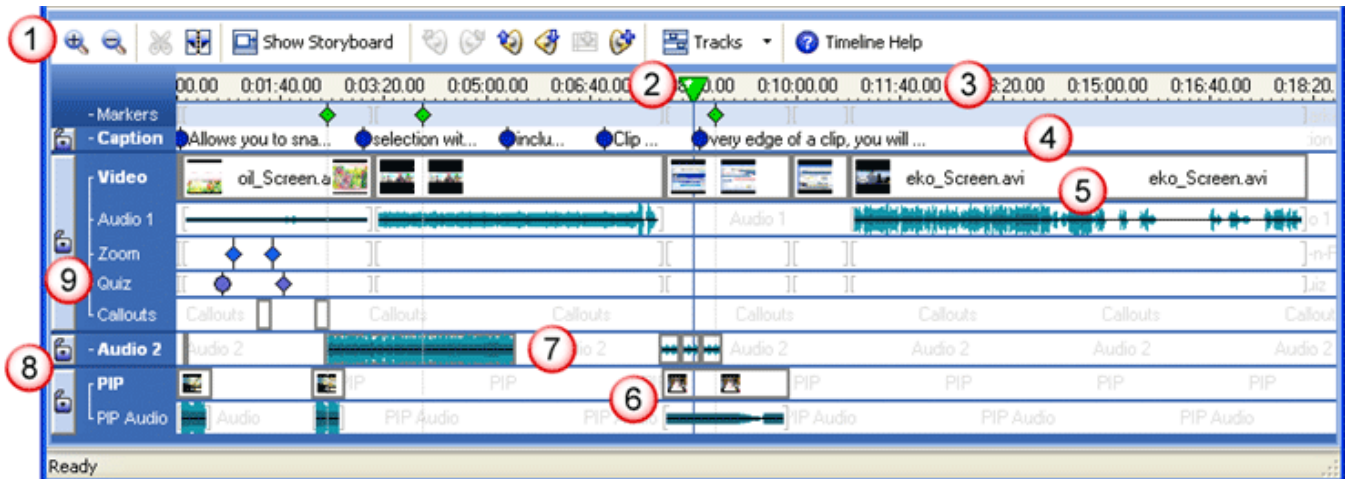 1 Show Storyboard Tracks Timeline Help
00.00 0:01:40.00 0:03:20.00 0:05:00.00 0:06:40.00 2 0:10:00.00 0:11:40.00 3 0:15:00.00 0:16:40.00 0:18:20.
- Markers
- Caption Allows you to sna... selection wit... inclu... Clip ... very edge of a clip, you will ... 4
Video oil_Screen.a eko_Screen.avi 5 eko_Screen.avi
Audio 1 Audio 1
Zoom
9 Quiz
Callouts Callouts Callouts Callouts Callouts Callouts Callout
8 - Audio 2 Audio 2 7 Audio 2 Audio 2 Audio 2 Audio 2
PIP PIP PIP 6 PIP PIP PIP PIP
PIP Audio Audio PIP Audio PIP Audio PIP Audio PIP Audio
Ready